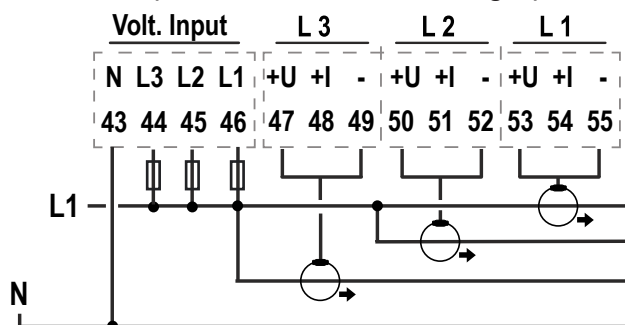 Volt. Input L 3 L 2 L 1
N L3 L2 L1 +U +I - +U +I - +U +I -
43 44 45 46 47 48 49 50 51 52 53 54 55
L1
N